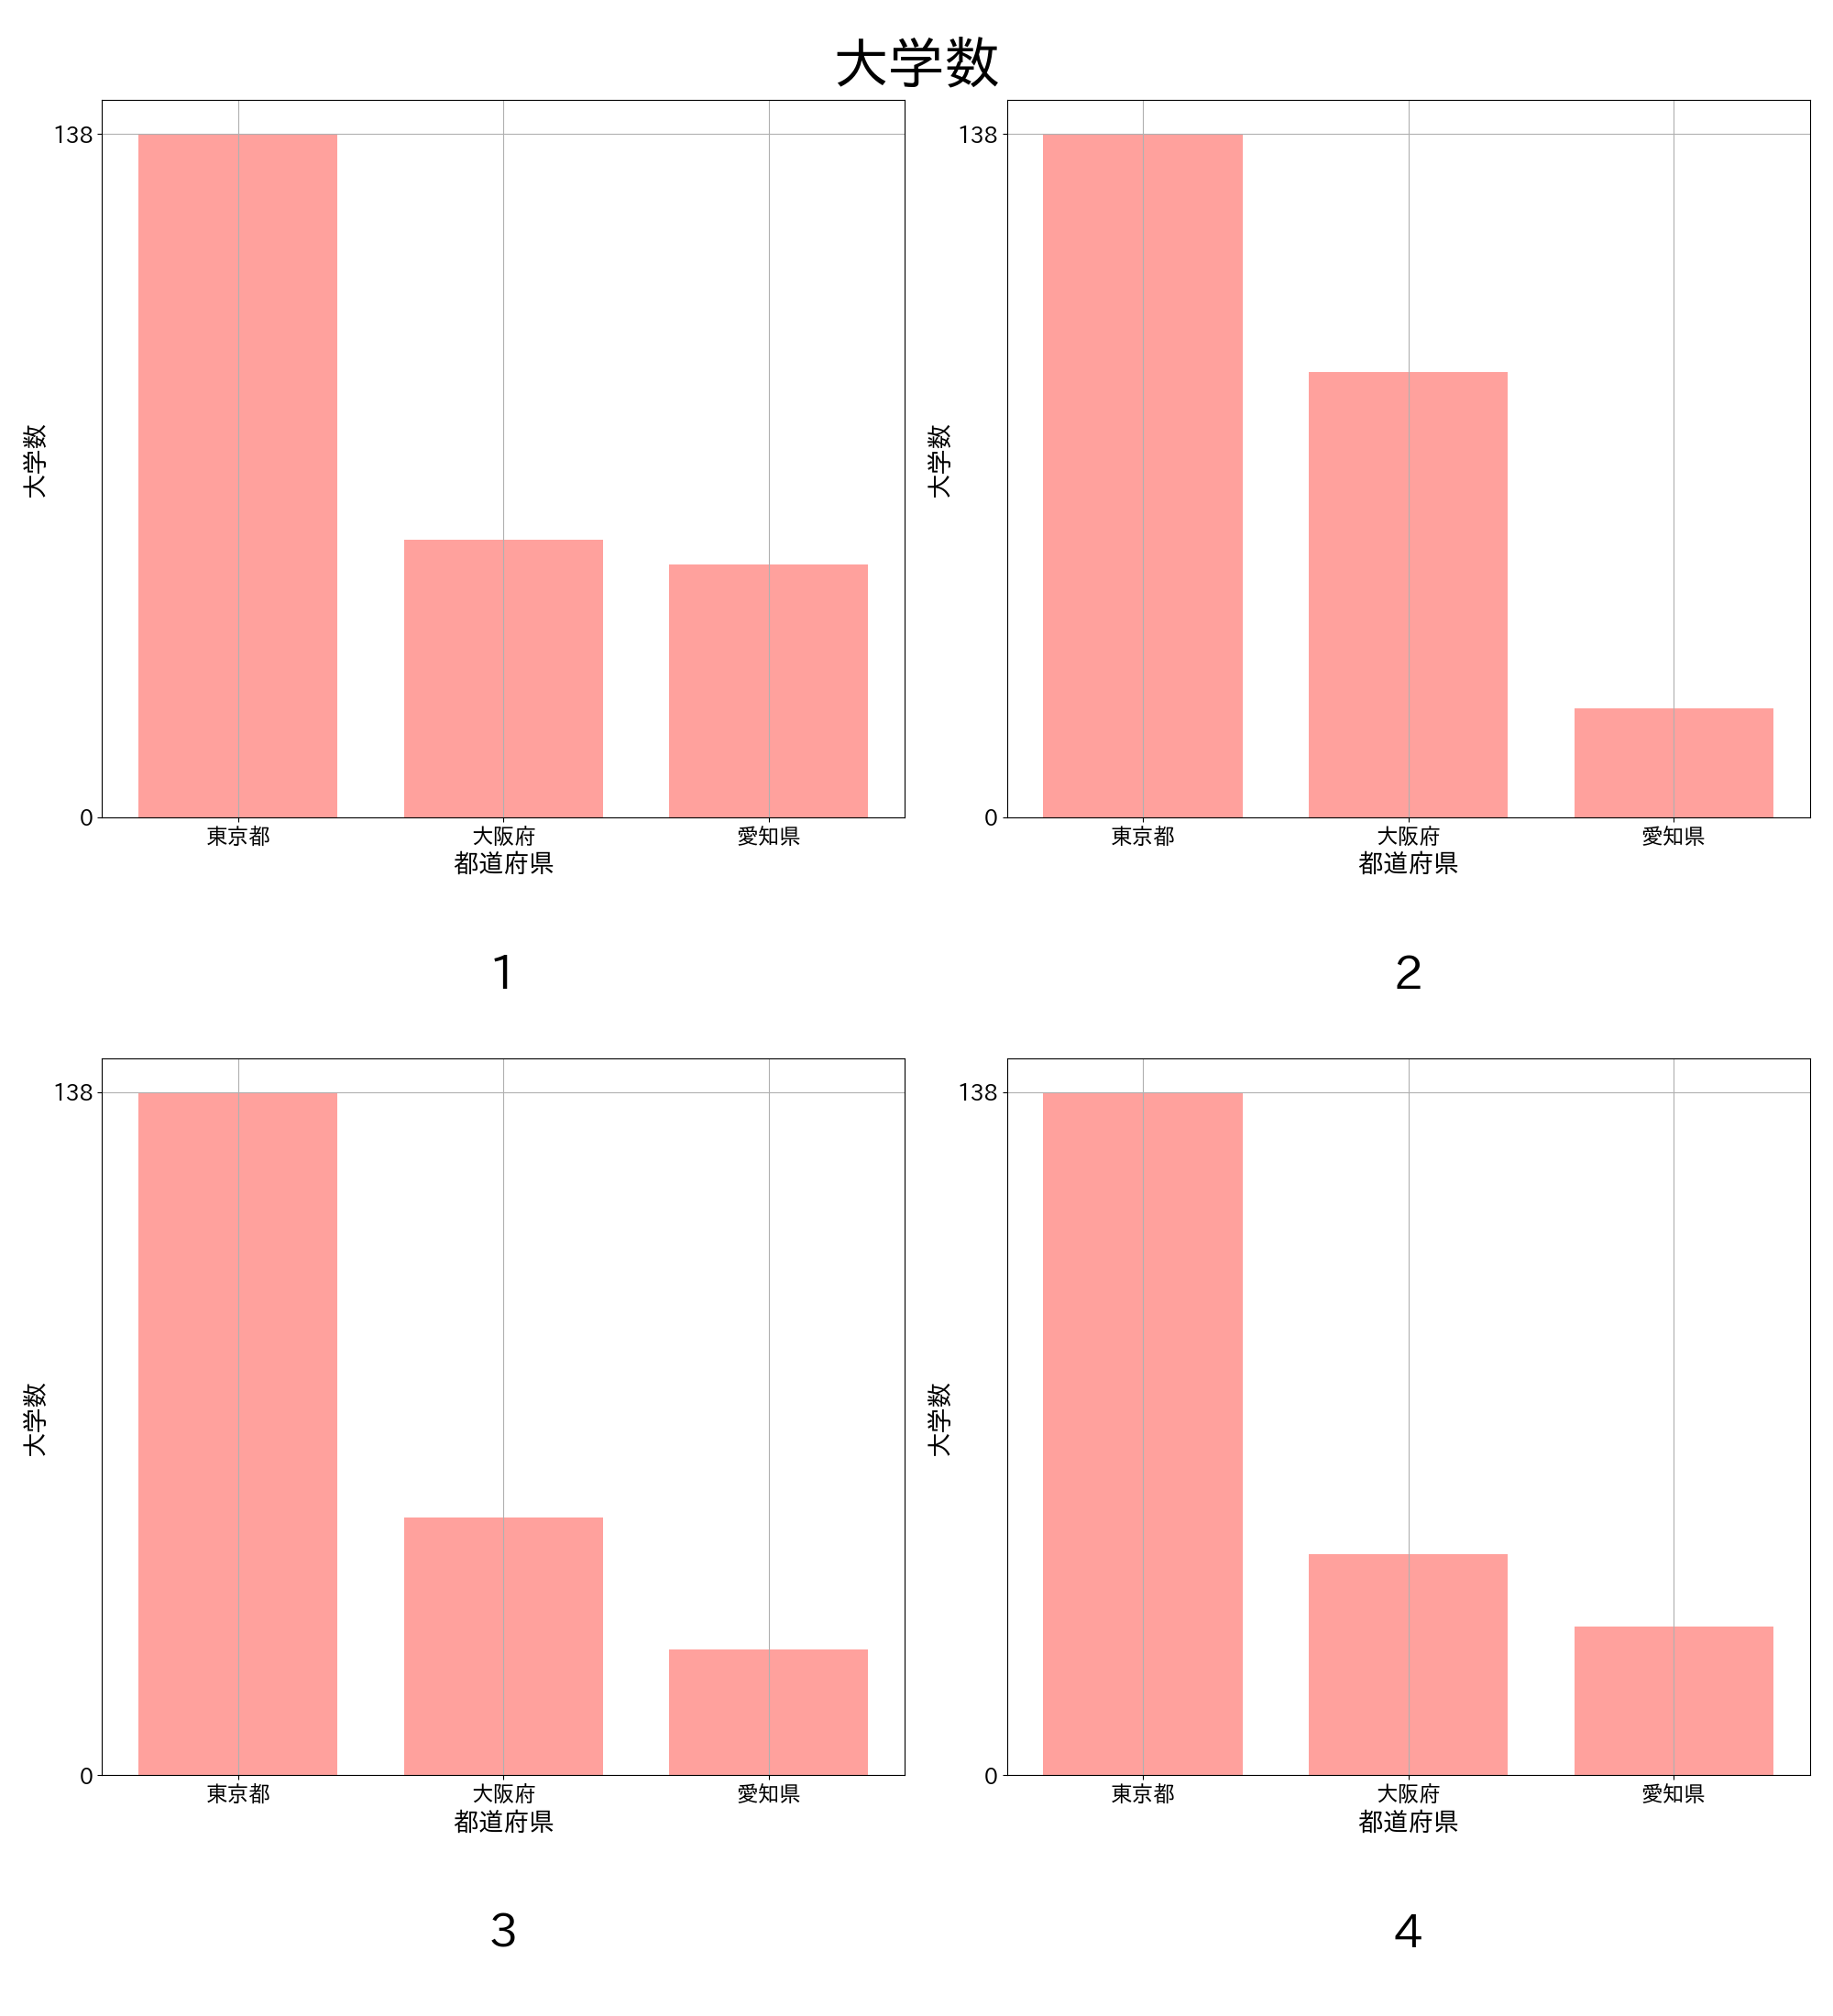 大学数
138
0
大学数
東京都 大阪府 愛知県
都道府県
1
138
0
大学数
東京都 大阪府 愛知県
都道府県
2
138
0
大学数
東京都 大阪府 愛知県
都道府県
3
138
0
大学数
東京都 大阪府 愛知県
都道府県
4